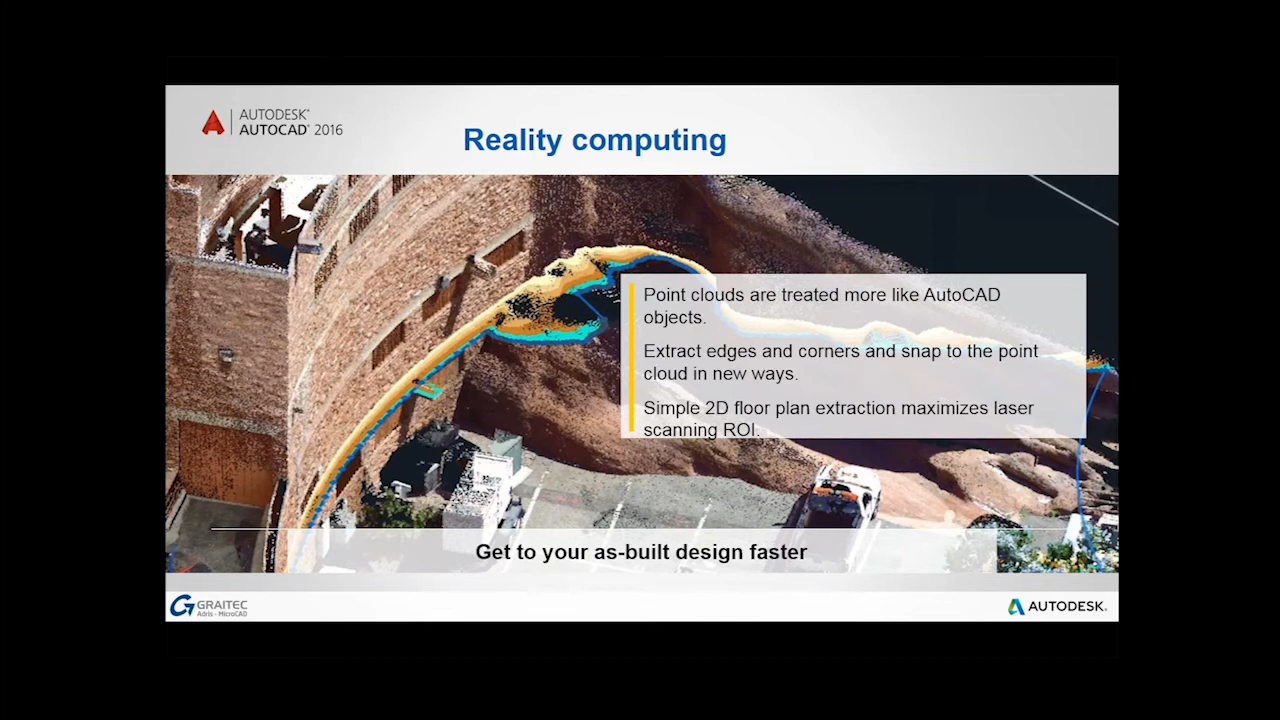 AUTODESK®
AUTOCAD® 2016
Reality computing
Point clouds are treated more like AutoCAD
objects.
Extract edges and corners and snap to the point
cloud in new ways.
Simple 2D floor plan extraction maximizes laser
scanning ROI.
Get to your as-built design faster
GRAITEC
Adris - MicroCAD
AUTODESK®